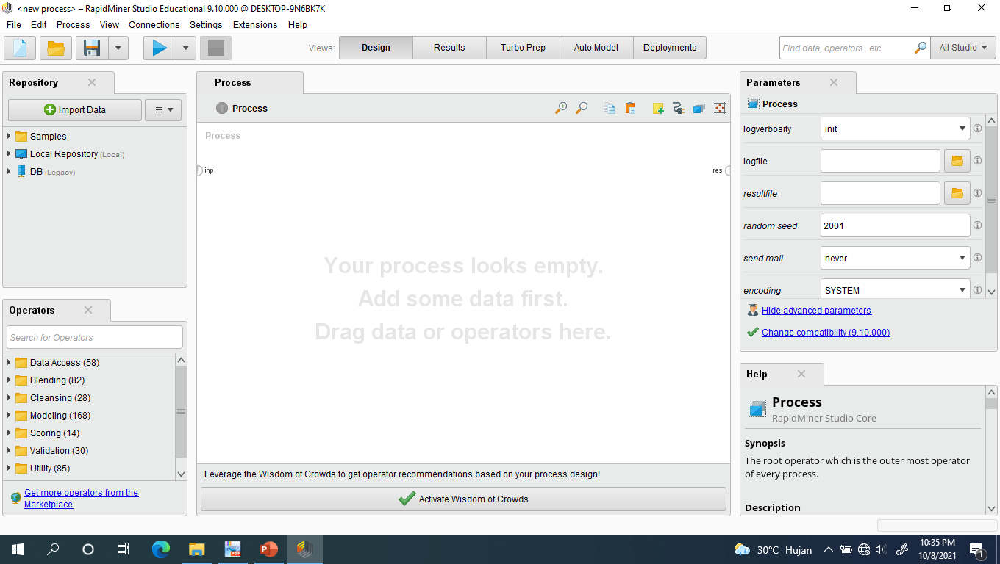 <new process> – RapidMiner Studio Educational 9.10.000 @ DESKTOP-9N6BK7K
File Edit Process View Connections Settings Extensions Help
Views: Design Results Turbo Prep Auto Model Deployments Find data, operators...etc All Studio
Repository
Import Data
Samples
Local Repository (Local)
DB (Legacy)
Operators
Search for Operators
Data Access (58)
Blending (82)
Cleansing (28)
Modeling (168)
Scoring (14)
Validation (30)
Utility (85)
Get more operators from the
Marketplace
Process
Process
Process
inp
res
Your process looks empty.
Add some data first.
Drag data or operators here.
Leverage the Wisdom of Crowds to get operator recommendations based on your process design!
Activate Wisdom of Crowds
Parameters
Process
logverbosity init
logfile
resultfile
random seed 2001
send mail never
encoding SYSTEM
Hide advanced parameters
Change compatibility (9.10.000)
Help
Process
RapidMiner Studio Core
Synopsis
The root operator which is the outer most operator
of every process.
Description
30°C Hujan
10:35 PM
10/8/2021
1